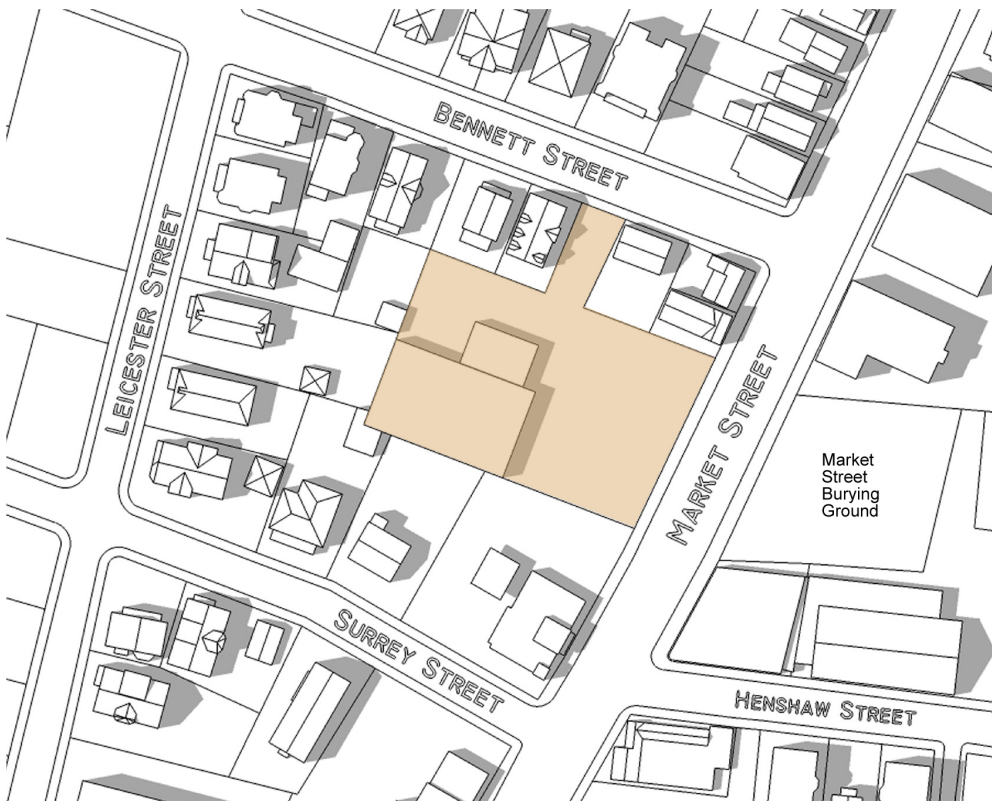 BENNETT STREET
LEICESTER STREET
MARKET STREET
Market
Street
Burying
Ground
SURREY STREET
HENSHAW STREET